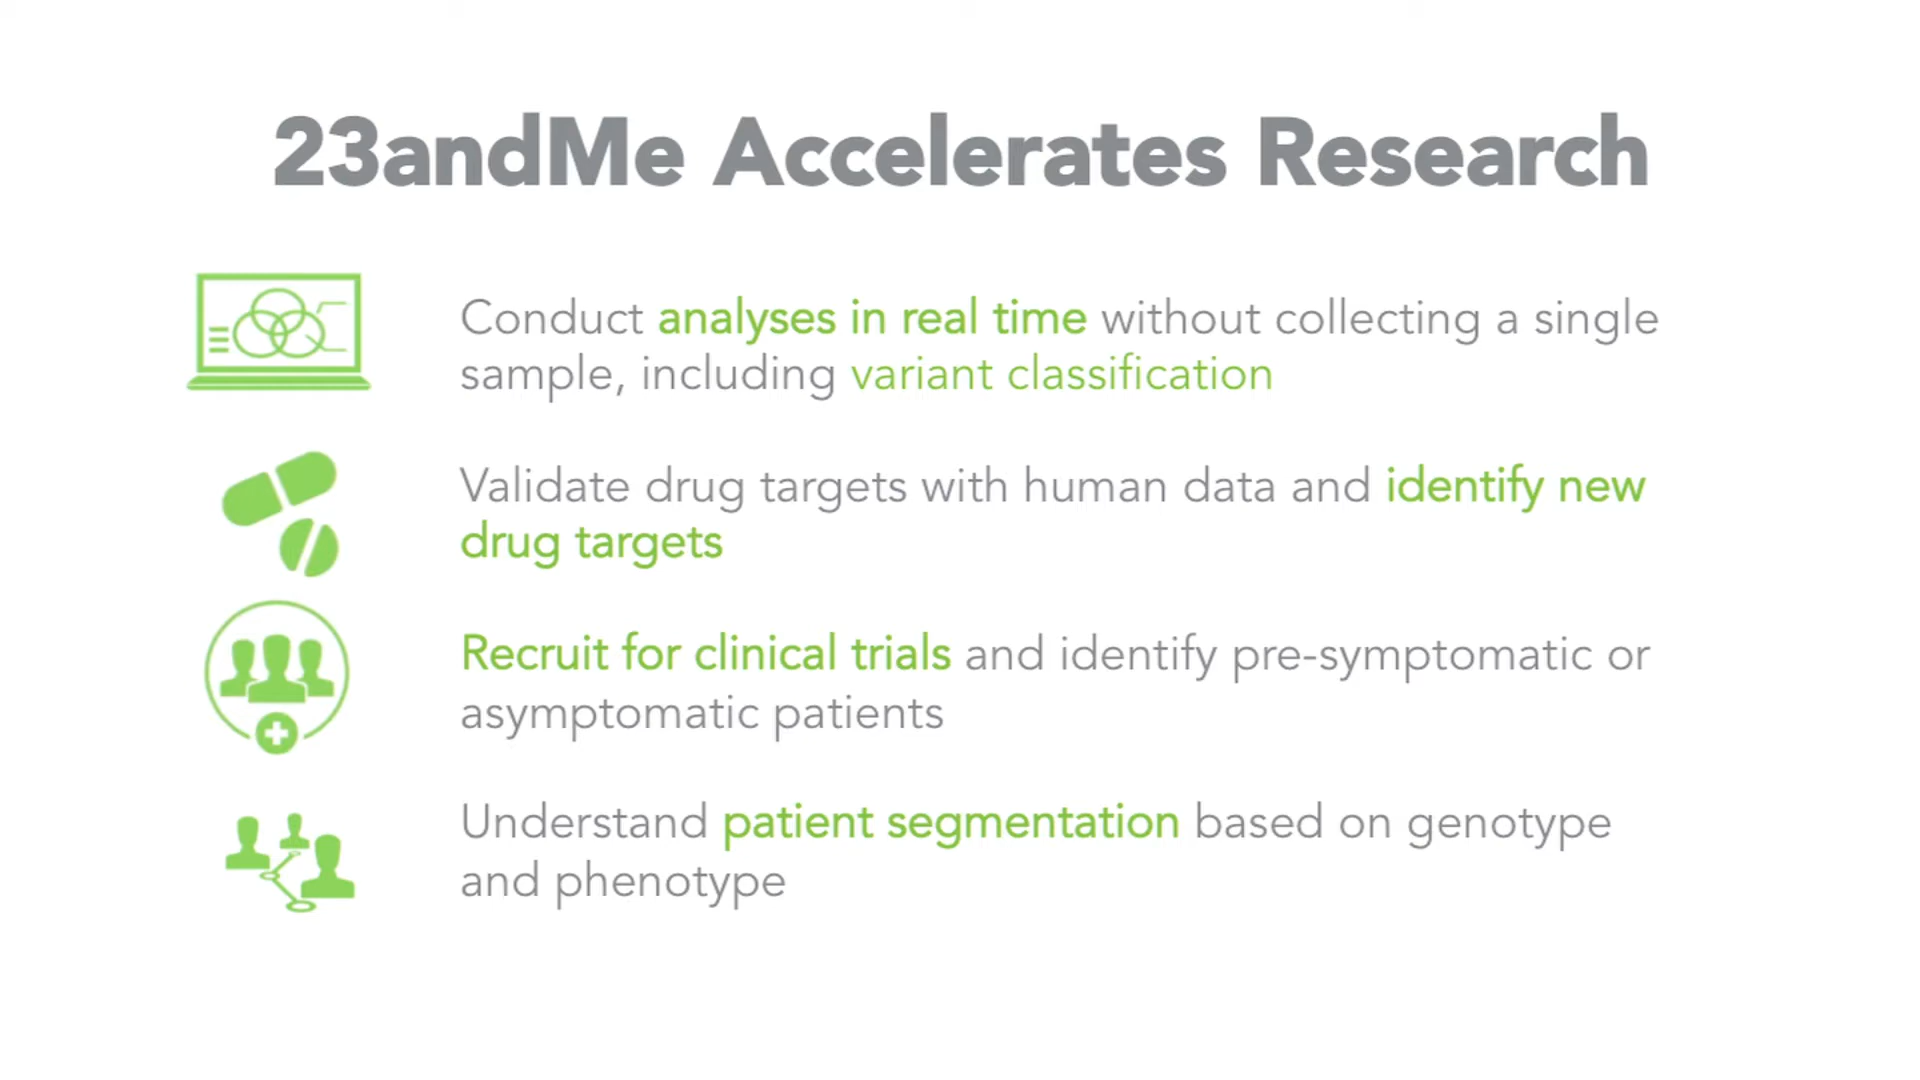 23andMe Accelerates Research
Conduct analyses in real time without collecting a single
sample, including variant classification
Validate drug targets with human data and identify new
drug targets
Recruit for clinical trials and identify pre-symptomatic or
asymptomatic patients
Understand patient segmentation based on genotype
and phenotype